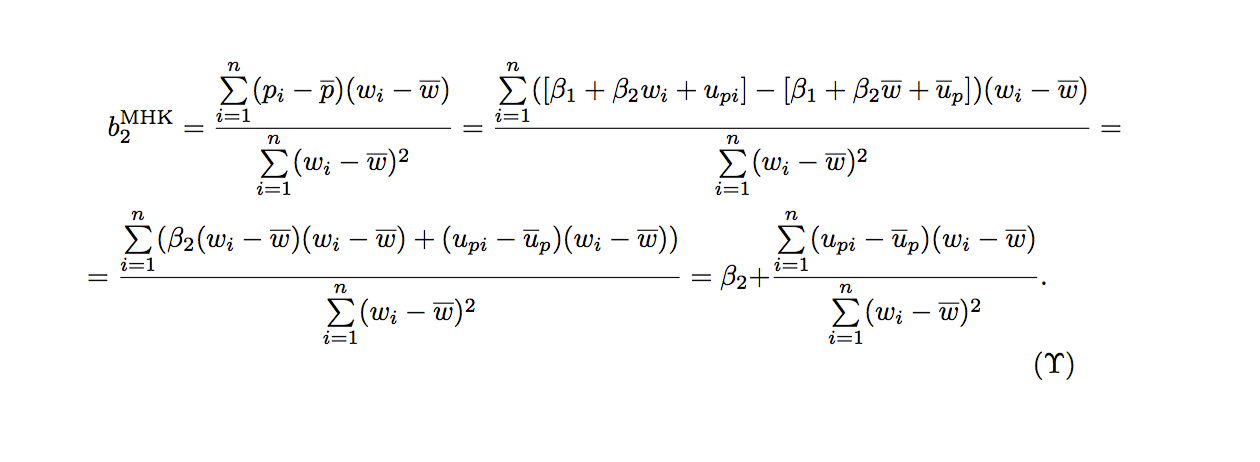 b_2^{МНК} = \frac{\sum_{i=1}^{n}(p_i - \overline{p})(w_i - \overline{w})}{\sum_{i=1}^{n}(w_i - \overline{w})^2} = \frac{\sum_{i=1}^{n}([\beta_1 + \beta_2 w_i + u_{pi}] - [\beta_1 + \beta_2 \overline{w} + \overline{u}_p])(w_i - \overline{w})}{\sum_{i=1}^{n}(w_i - \overline{w})^2} =
= \frac{\sum_{i=1}^{n}(\beta_2(w_i - \overline{w})(w_i - \overline{w}) + (u_{pi} - \overline{u}_p)(w_i - \overline{w}))}{\sum_{i=1}^{n}(w_i - \overline{w})^2} = \beta_2 + \frac{\sum_{i=1}^{n}(u_{pi} - \overline{u}_p)(w_i - \overline{w})}{\sum_{i=1}^{n}(w_i - \overline{w})^2}.
(ϒ)